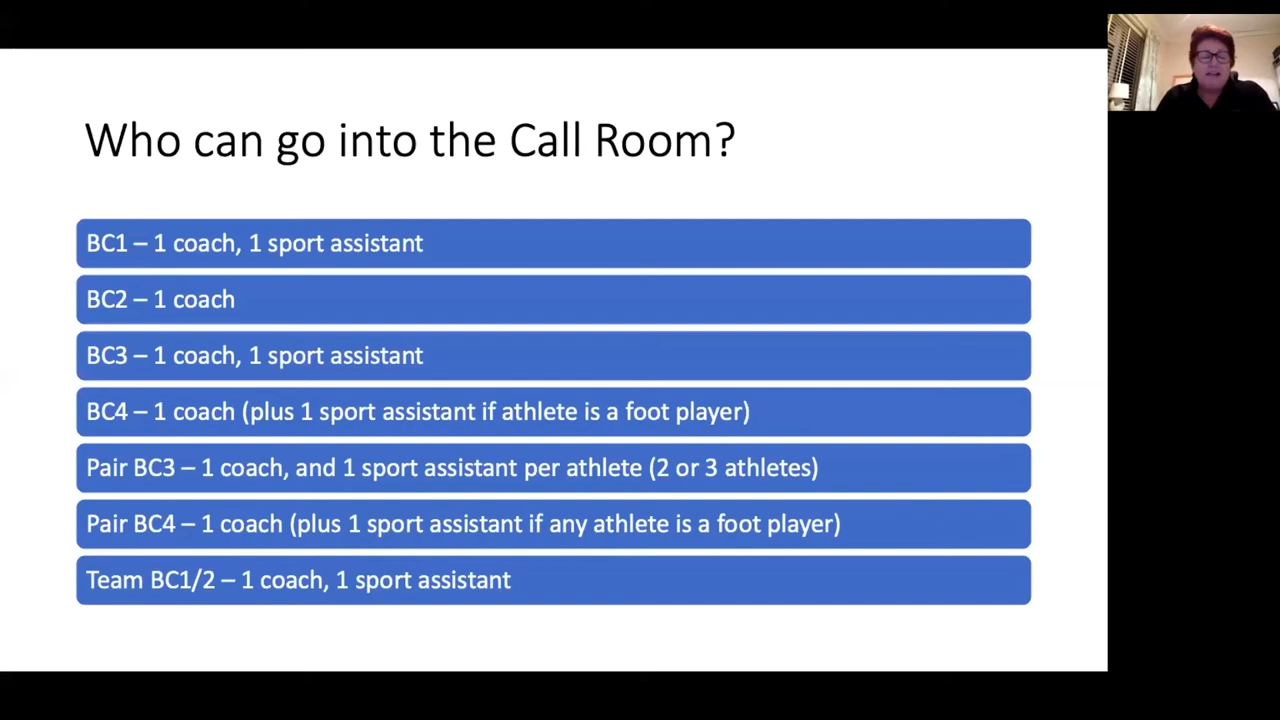 Who can go into the Call Room?
BC1 – 1 coach, 1 sport assistant
BC2 – 1 coach
BC3 – 1 coach, 1 sport assistant
BC4 – 1 coach (plus 1 sport assistant if athlete is a foot player)
Pair BC3 – 1 coach, and 1 sport assistant per athlete (2 or 3 athletes)
Pair BC4 – 1 coach (plus 1 sport assistant if any athlete is a foot player)
Team BC1/2 – 1 coach, 1 sport assistant